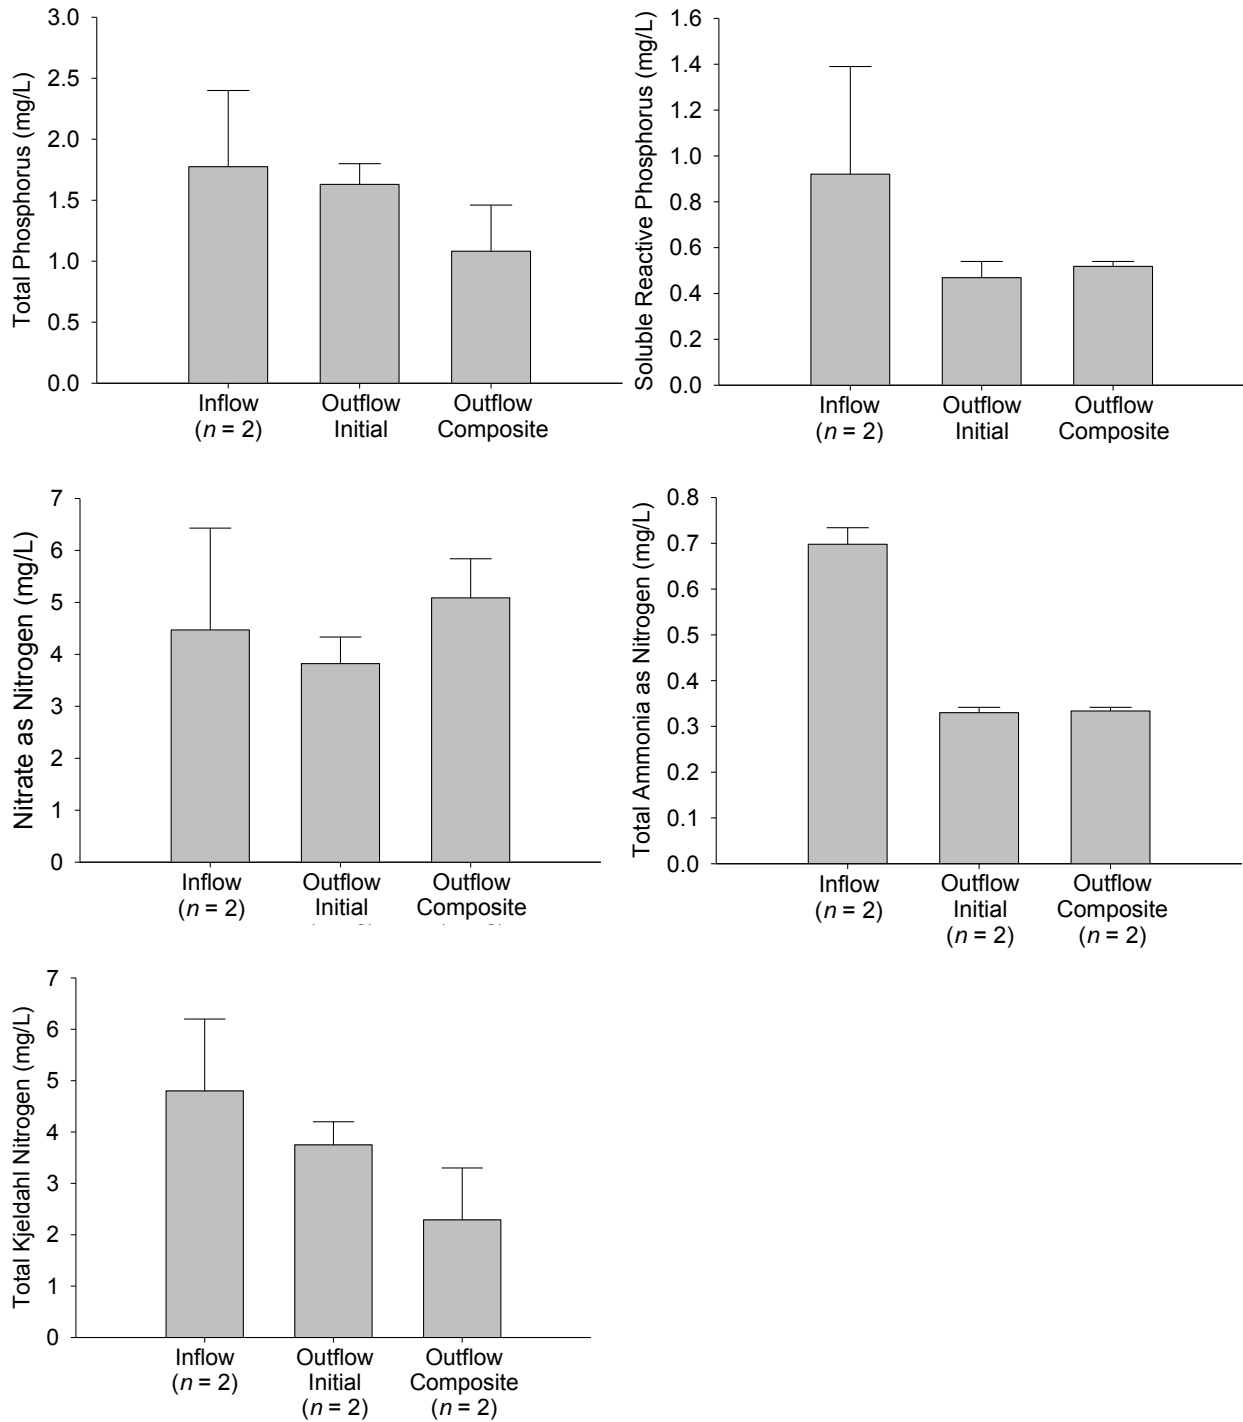 Total Phosphorus (mg/L)
3.0
2.5
2.0
1.5
1.0
0.5
0.0
Inflow
(n = 2)
Outflow
Initial
Outflow
Composite
Soluble Reactive Phosphorus (mg/L)
1.6
1.4
1.2
1.0
0.8
0.6
0.4
0.2
0.0
Inflow
(n = 2)
Outflow
Initial
Outflow
Composite
Nitrate as Nitrogen (mg/L)
7
6
5
4
3
2
1
0
Inflow
(n = 2)
Outflow
Initial
Outflow
Composite
Total Ammonia as Nitrogen (mg/L)
0.8
0.7
0.6
0.5
0.4
0.3
0.2
0.1
0.0
Inflow
(n = 2)
Outflow
Initial
(n = 2)
Outflow
Composite
(n = 2)
Total Kjeldahl Nitrogen (mg/L)
7
6
5
4
3
2
1
0
Inflow
(n = 2)
Outflow
Initial
(n = 2)
Outflow
Composite
(n = 2)